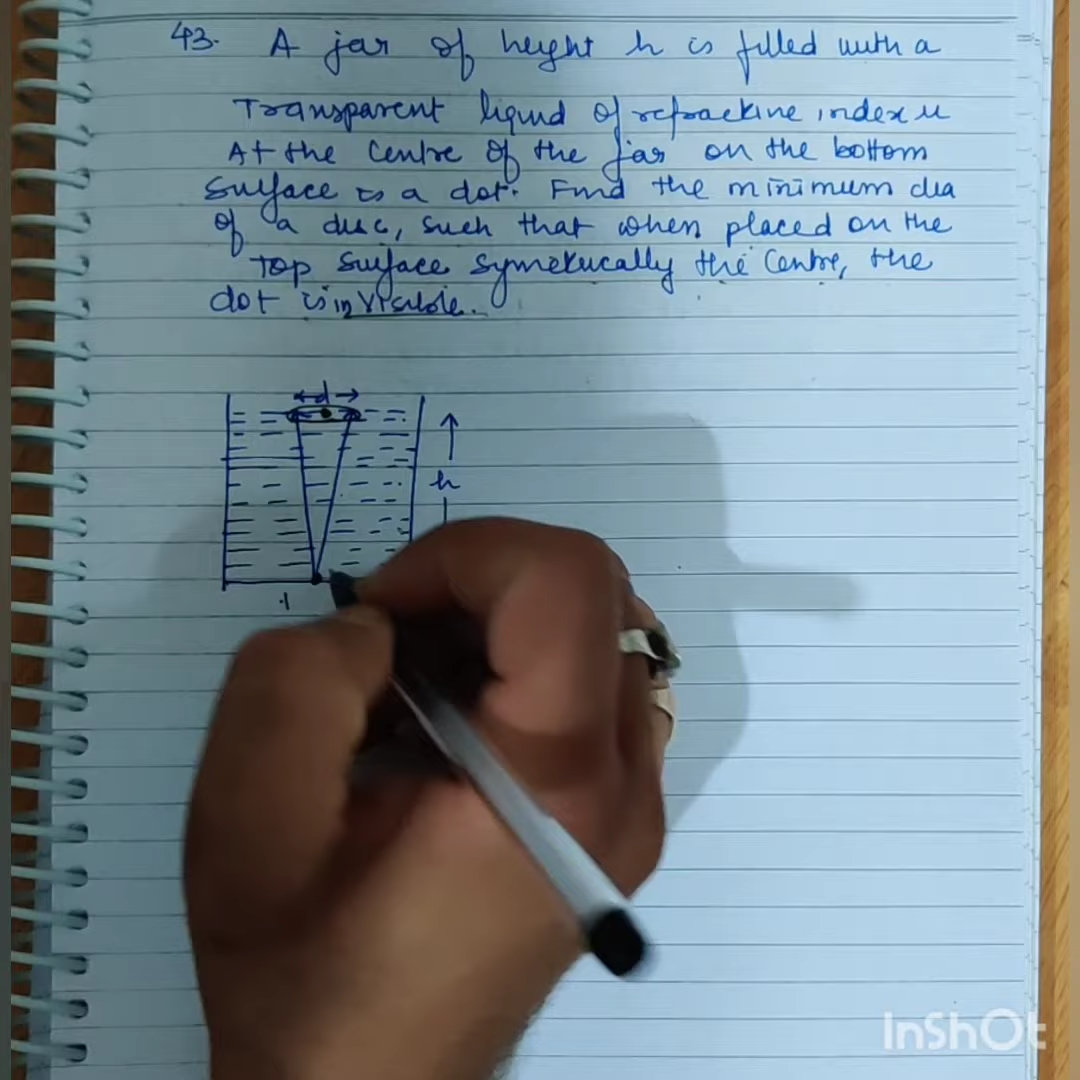 43. A jar of height h is filled with a
Transparent liquid of refractive index u
At the Centre of the jar on the bottom
Surface is a dot. Find the minimum dia
of a disc, such that when placed on the
Top surface symetrically the Centre, the
dot is invisible.
d
h
InShOt